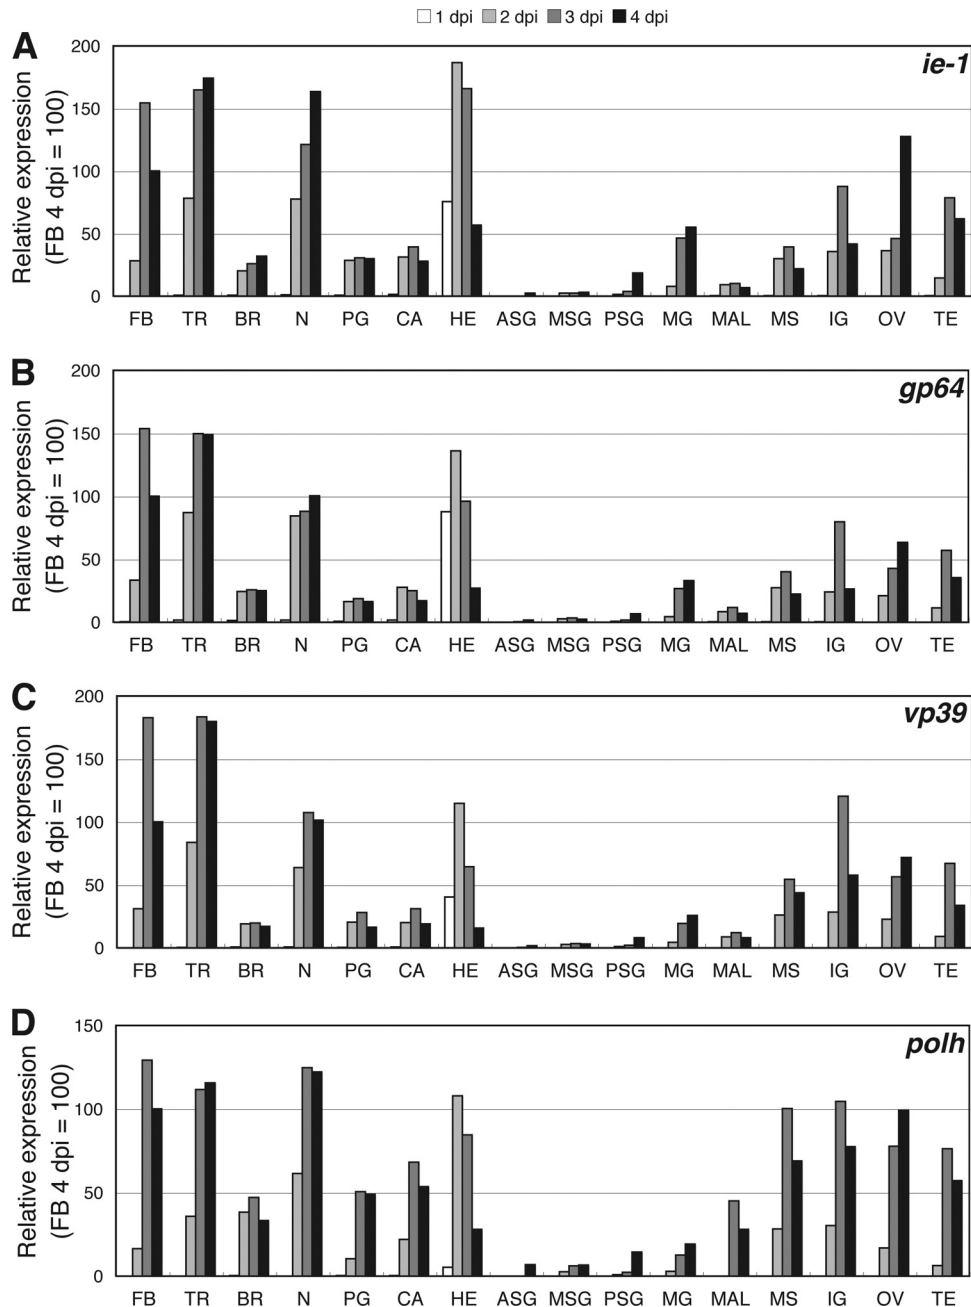 1 dpi 2 dpi 3 dpi 4 dpi
A
ie-1
Relative expression
(FB 4 dpi = 100)
200
150
100
50
0
FB TR BR N PG CA HE ASG MSG PSG MG MAL MS IG OV TE
B
gp64
Relative expression
(FB 4 dpi = 100)
200
150
100
50
0
FB TR BR N PG CA HE ASG MSG PSG MG MAL MS IG OV TE
C
vp39
Relative expression
(FB 4 dpi = 100)
200
150
100
50
0
FB TR BR N PG CA HE ASG MSG PSG MG MAL MS IG OV TE
D
polh
Relative expression
(FB 4 dpi = 100)
150
100
50
0
FB TR BR N PG CA HE ASG MSG PSG MG MAL MS IG OV TE